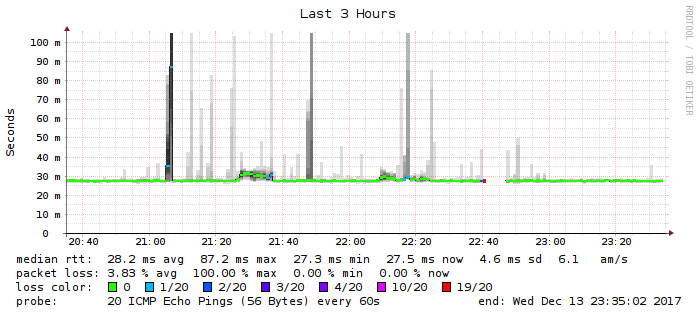 Last 3 Hours
RRDTOOL / TOBI OETIKER
Seconds
100 m
90 m
80 m
70 m
60 m
50 m
40 m
30 m
20 m
10 m
0
20:40 21:00 21:20 21:40 22:00 22:20 22:40 23:00 23:20
median rtt: 28.2 ms avg 87.2 ms max 27.3 ms min 27.5 ms now 4.6 ms sd 6.1 am/s
packet loss: 3.83 % avg 100.00 % max 0.00 % min 0.00 % now
loss color: 0 1/20 2/20 3/20 4/20 10/20 19/20
probe: 20 ICMP Echo Pings (56 Bytes) every 60s end: Wed Dec 13 23:35:02 2017